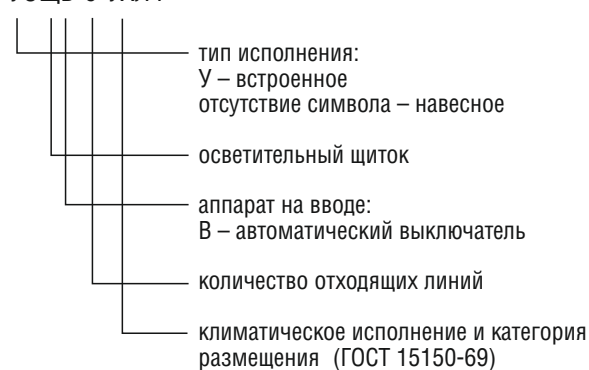 тип исполнения:
У – встроенное
отсутствие символа – навесное
осветительный щиток
аппарат на вводе:
В – автоматический выключатель
количество отходящих линий
климатическое исполнение и категория
размещения (ГОСТ 15150-69)